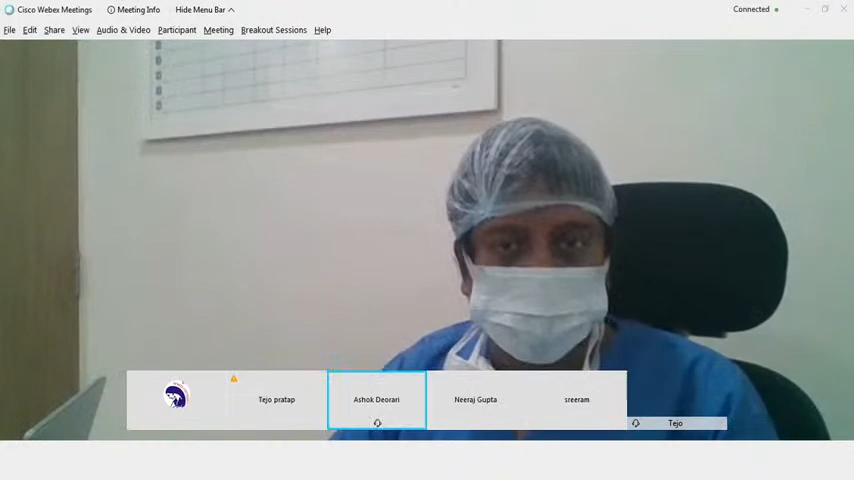 Cisco Webex Meetings Meeting Info Hide Menu Bar Connected
File Edit Share View Audio & Video Participant Meeting Breakout Sessions Help
Tejo pratap
Ashok Deorari
Neeraj Gupta
sreeram
Tejo